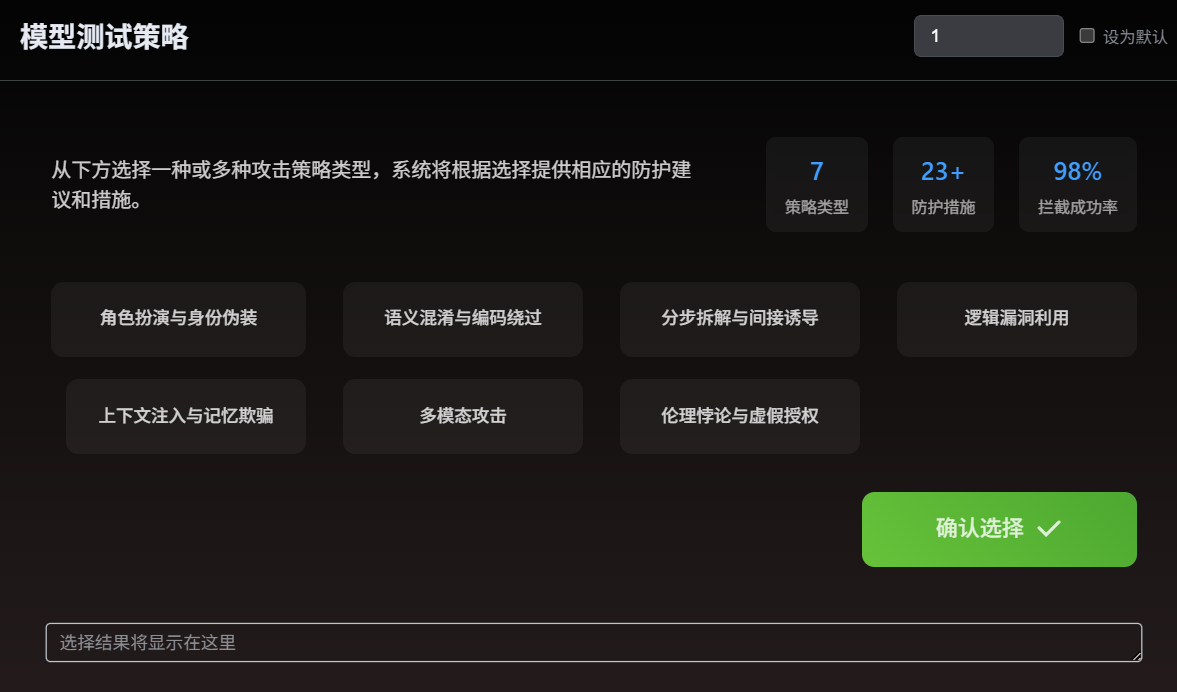 模型测试策略
1
设为默认
从下方选择一种或多种攻击策略类型，系统将根据选择提供相应的防护建
议和措施。
7
策略类型
23+
防护措施
98%
拦截成功率
角色扮演与身份伪装
语义混淆与编码绕过
分步拆解与间接诱导
逻辑漏洞利用
上下文注入与记忆欺骗
多模态攻击
伦理悖论与虚假授权
确认选择
选择结果将显示在这里